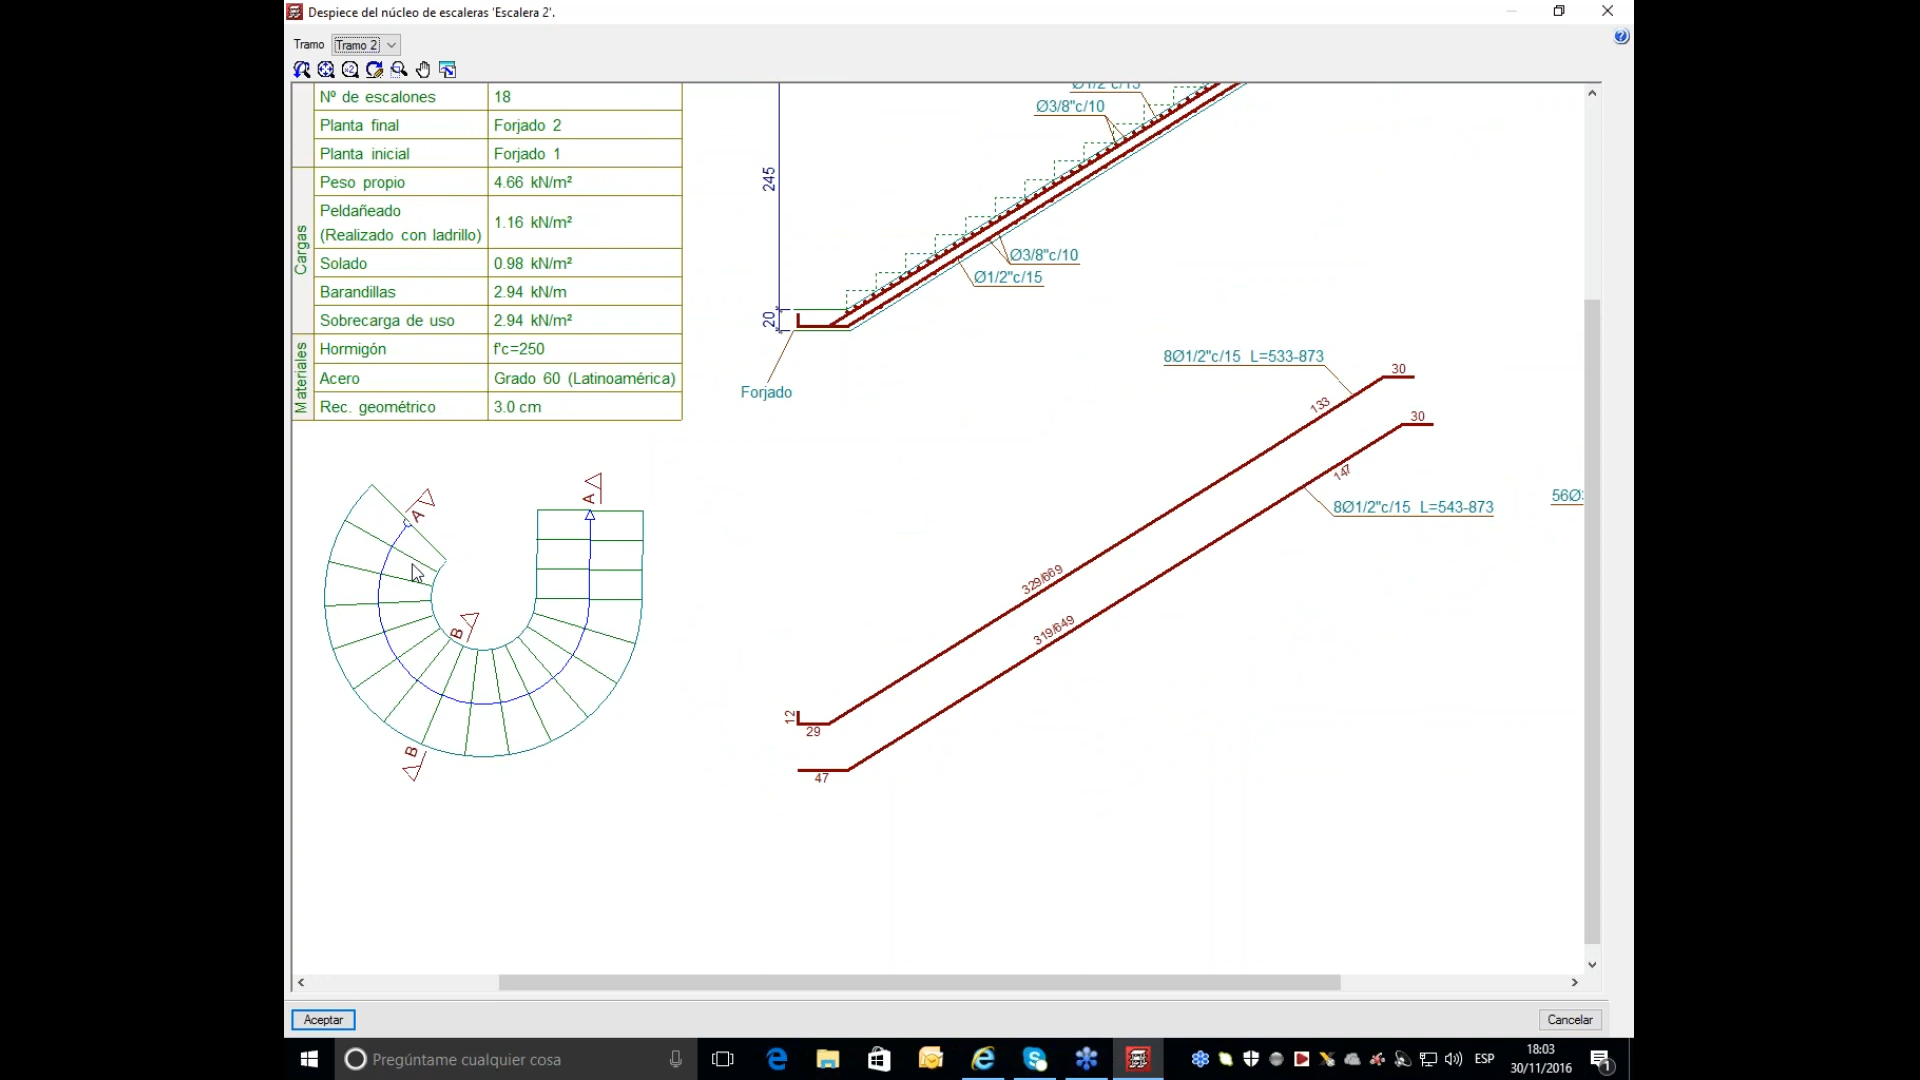 Despiece del núcleo de escaleras 'Escalera 2'.
Tramo Tramo 2
Nº de escalones 18
Planta final Forjado 2
Planta inicial Forjado 1
Cargas
Peso propio 4.66 kN/m²
Peldañeado
(Realizado con ladrillo) 1.16 kN/m²
Solado 0.98 kN/m²
Barandillas 2.94 kN/m
Sobrecarga de uso 2.94 kN/m²
Materiales
Hormigón f'c=250
Acero Grado 60 (Latinoamérica)
Rec. geométrico 3.0 cm
Ø1/2"c/15
Ø3/8"c/10
245
Ø3/8"c/10
Ø1/2"c/15
20
Forjado
8Ø1/2"c/15 L=533-873
30
133
30
147
8Ø1/2"c/15 L=543-873
329/669
319/649
12
29
47
A
A
B
B
Aceptar
Cancelar
Pregúntame cualquier cosa
ESP
18:03
30/11/2016
1